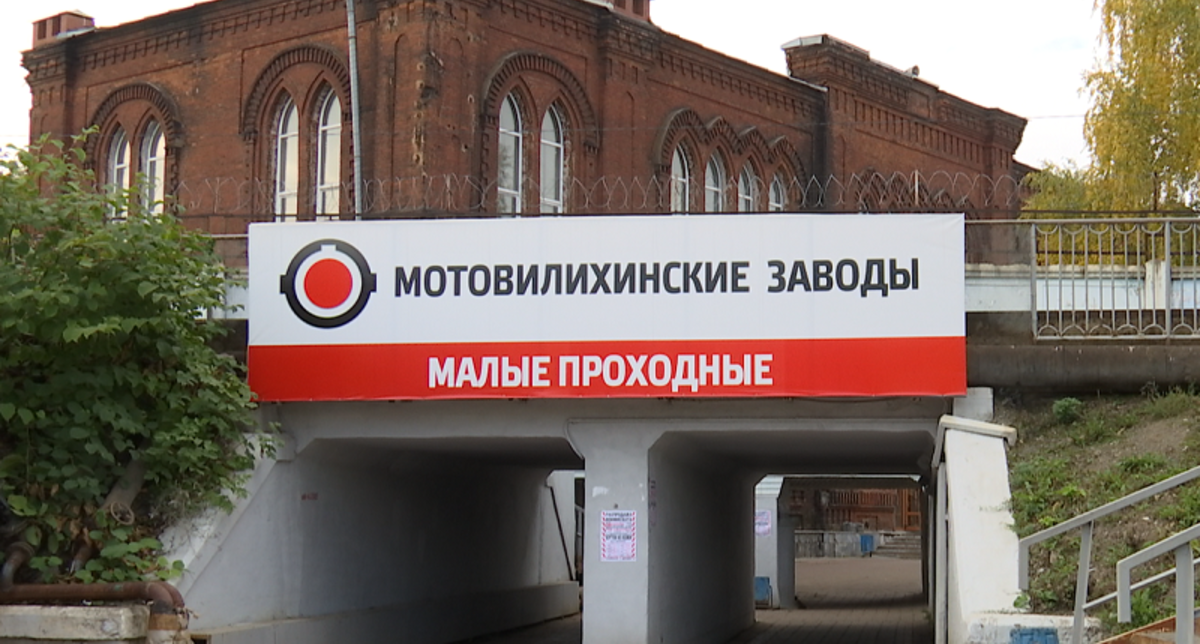 МОТОВИЛИХИНСКИЕ ЗАВОДЫ
МАЛЫЕ ПРОХОДНЫЕ